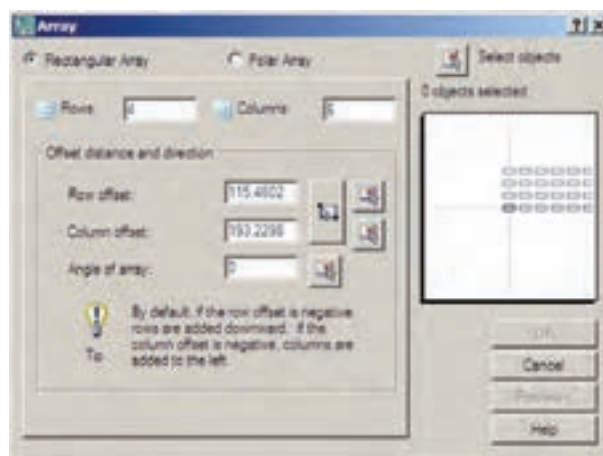 Array
Rectangular Array Polar Array
Select objects
0 objects selected
Rows: 4 Columns:
Offset distance and direction
Row offset: 115.4602
Column offset: 193.2298
Angle of array: 0
By default, if the row offset is negative,
rows are added downward. If the
column offset is negative, columns are
added to the left.
Tip
OK
Cancel
Preview <
Help